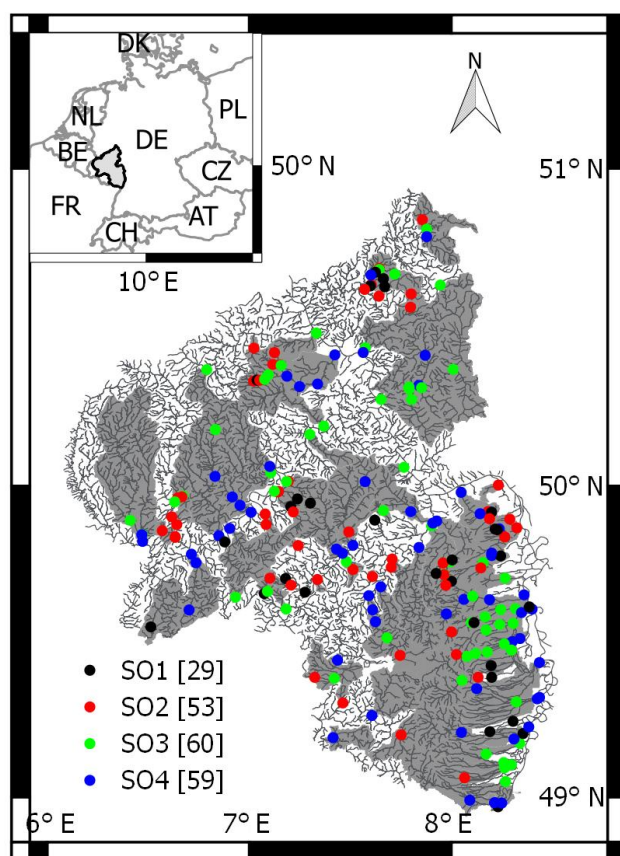 DK
N
NL
DE
PL
BE
50° N
51° N
CZ
FR
AT
CH
10° E
50° N
SO1 [29]
SO2 [53]
SO3 [60]
SO4 [59]
49° N
6° E
7° E
8° E